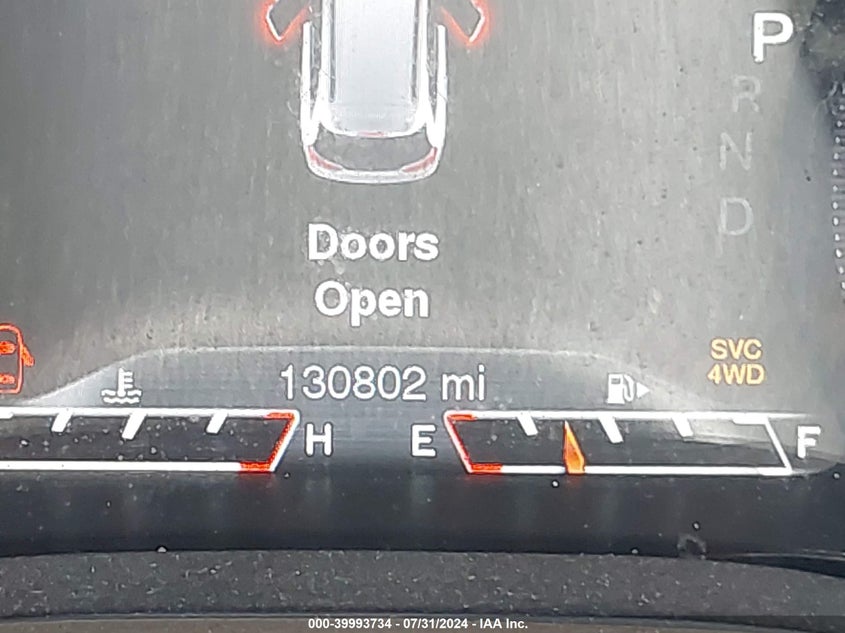 P
R
N
D
Doors
Open
SVC
4WD
130802 mi
H
E
F
000-39993734 - 07/31/2024 - IAA Inc.